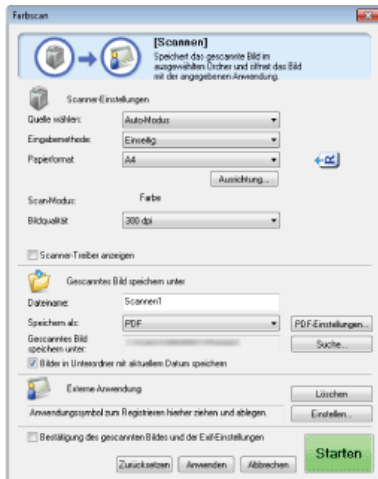 Farbscan
[Scannen]
Speichert das gescannte Bild im
ausgewählten Ordner und öffnet das Bild
mit der angegebenen Anwendung.
Scanner-Einstellungen
Quelle wählen: Auto-Modus
Eingabemethode: Einseitig
Papierformat A4
Ausrichtung...
Scan-Modus: Farbe
Bildqualität: 300 dpi
Scanner-Treiber anzeigen
Gescanntes Bild speichern unter
Dateiname: Scannen1
Speichern als: PDF PDF-Einstellungen...
Gescanntes Bild
speichern unter: Suche...
Bilder in Unterordner mit aktuellem Datum speichern
Externe Anwendung
Löschen
Anwendungssymbol zum Registrieren hierher ziehen und ablegen. Einstellen...
Bestätigung des gescannten Bildes und der Exif-Einstellungen
Zurücksetzen Anwenden Abbrechen Starten